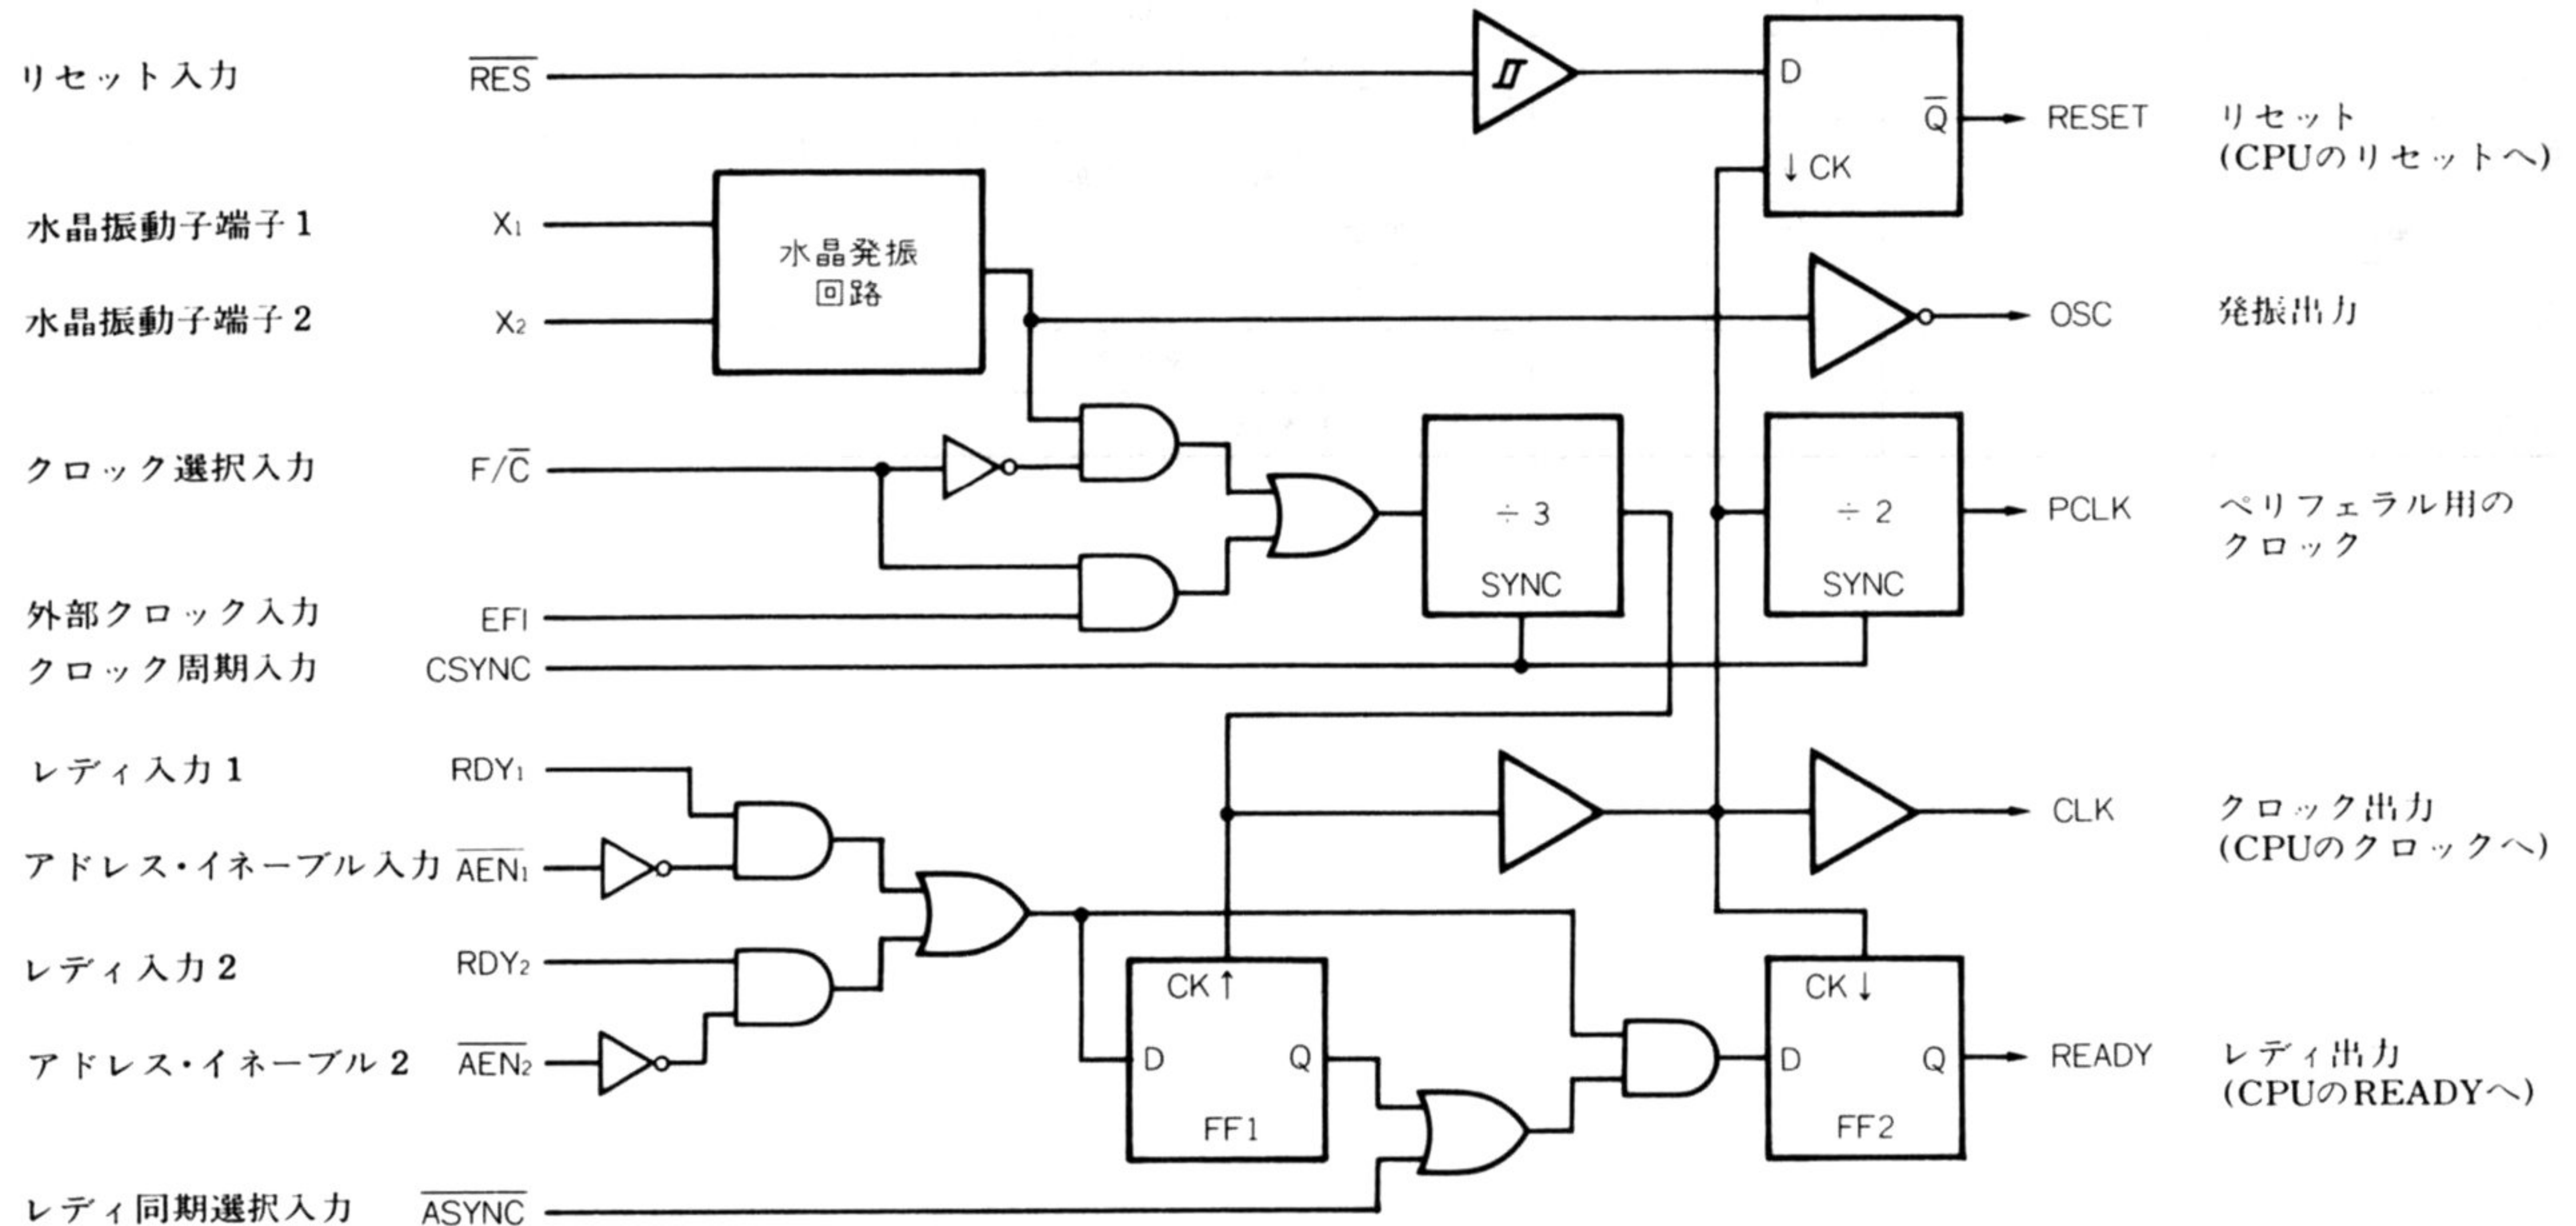 リセット入力 R̅E̅S̅
D
Q̅
↓CK
RESET
リセット
(CPUのリセットへ)
水晶振動子端子1 X₁
水晶振動子端子2 X₂
水晶発振
回路
OSC
発振出力
クロック選択入力 F/C̅
外部クロック入力 EFI
クロック周期入力 CSYNC
÷3
SYNC
÷2
SYNC
PCLK
ペリフェラル用の
クロック
レディ入力1 RDY₁
アドレス・イネーブル入力 A̅E̅N̅₁
レディ入力2 RDY₂
アドレス・イネーブル2 A̅E̅N̅₂
レディ同期選択入力 A̅S̅Y̅N̅C̅
CLK
クロック出力
(CPUのクロックへ)
CK↑
D
Q
FF1
CK↓
D
Q
FF2
READY
レディ出力
(CPUのREADYへ)